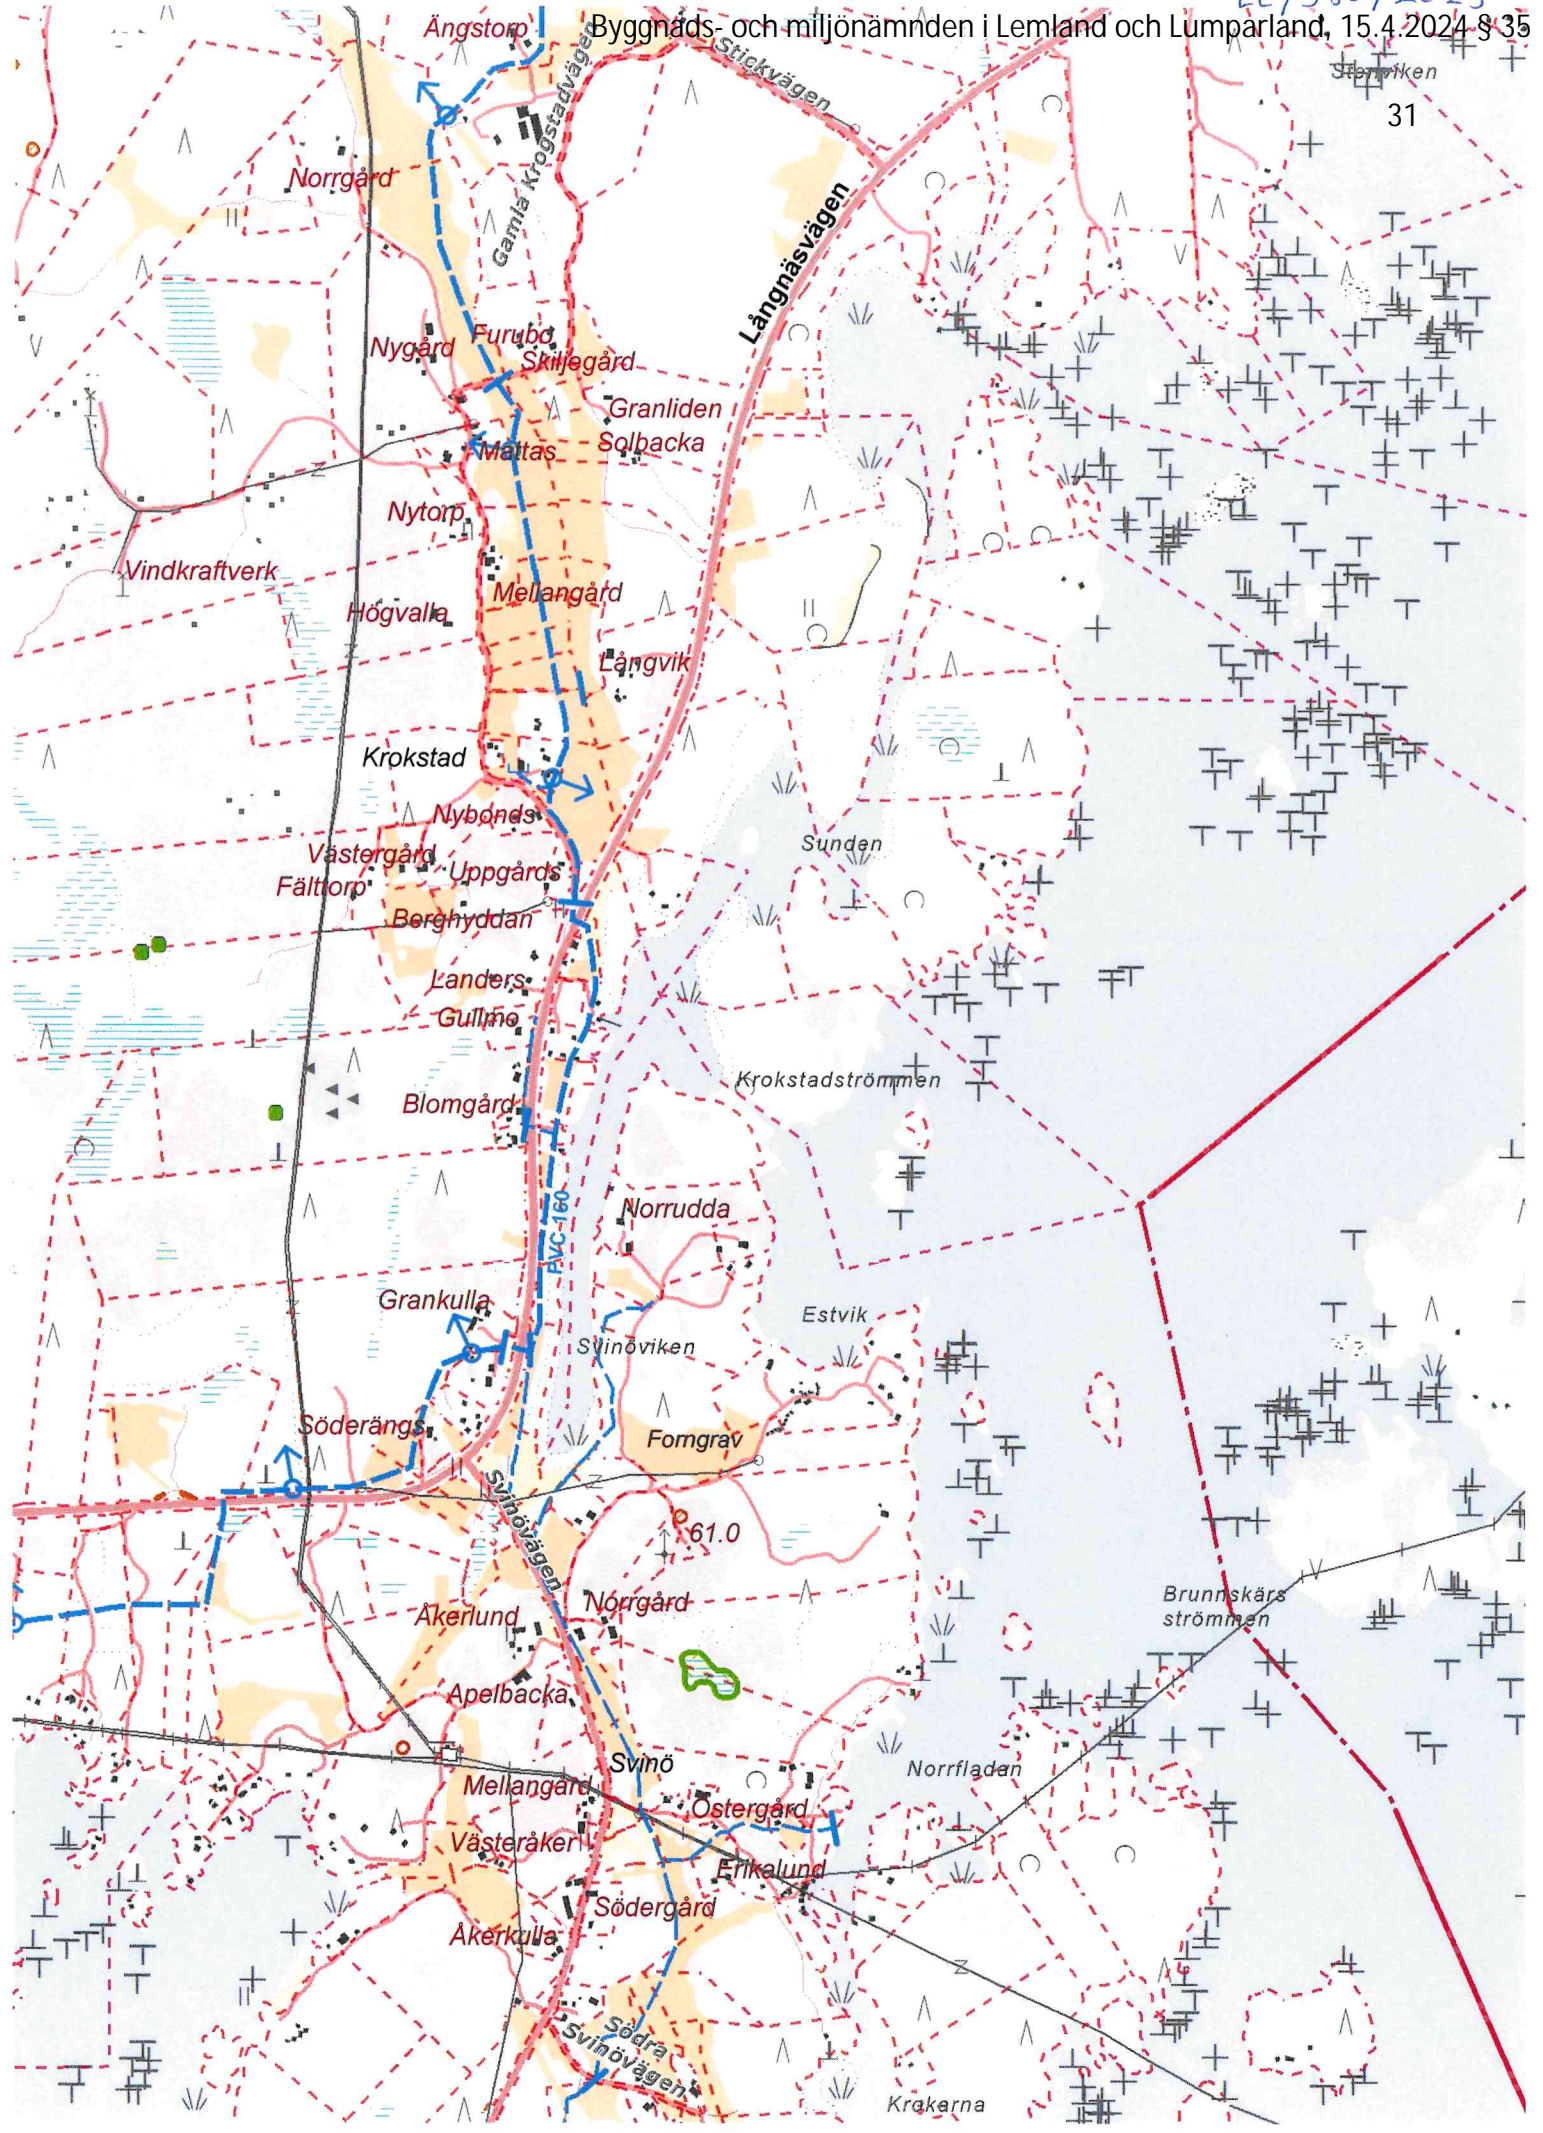 Byggnads- och miljönämnden i Lemland och Lumparland, 15.4.2024 § 35
31
Ängstorp
Stickvägen
Stenviken
Gamla Krogstadvägen
Norrgård
Långnäsvägen
Furubo
Nygård
Skiljegård
Granliden
Solbacka
Mattas
Nytorp
Vindkraftverk
Mellangård
Högvalla
Långvik
Krokstad
Nybonds
Sunden
Västergård
Uppgårds
Fälttorp
Berghyddan
Landers
Gullmo
Krokstadströmmen
Blomgård
PVC-160
Norrudda
Grankulla
Estvik
Svinöviken
Söderängs
Forngrav
Svinövägen
61.0
Norrgård
Åkerlund
Brunnskärs
strömmen
Apelbacka
Svinö
Norrfladan
Mellangård
Östergård
Västeråker
Erikalund
Södergård
Åkerkulla
Södra
Svinövägen
Krokarna